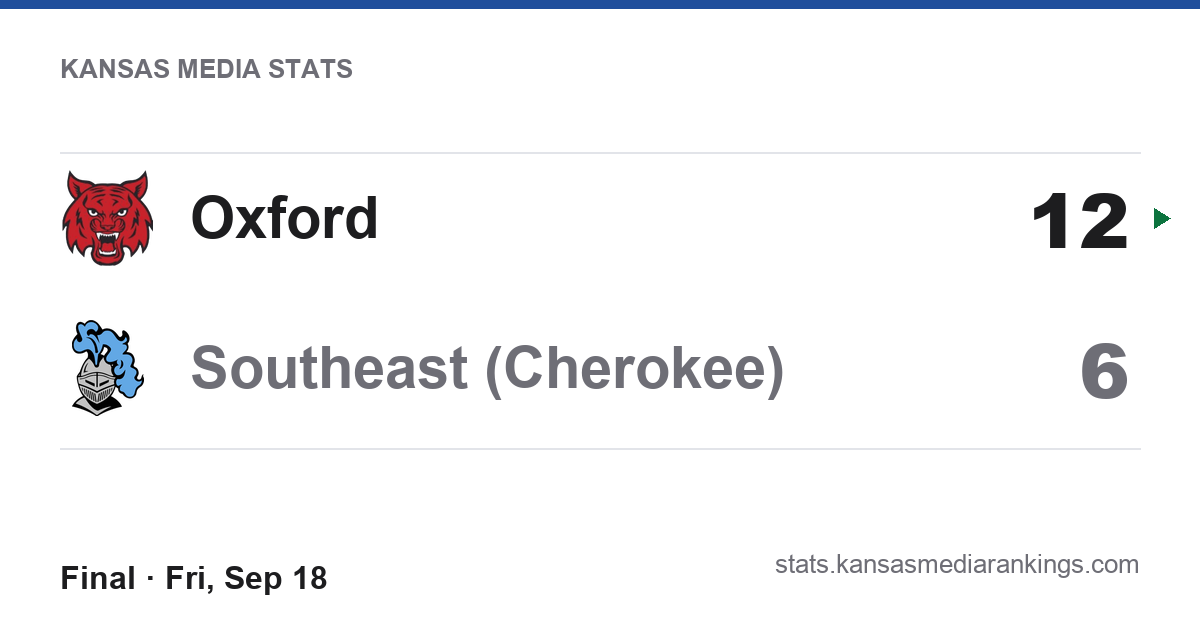 KANSAS MEDIA STATS
Oxford 12
Southeast (Cherokee) 6
Final · Fri, Sep 18
stats.kansasmediarankings.com